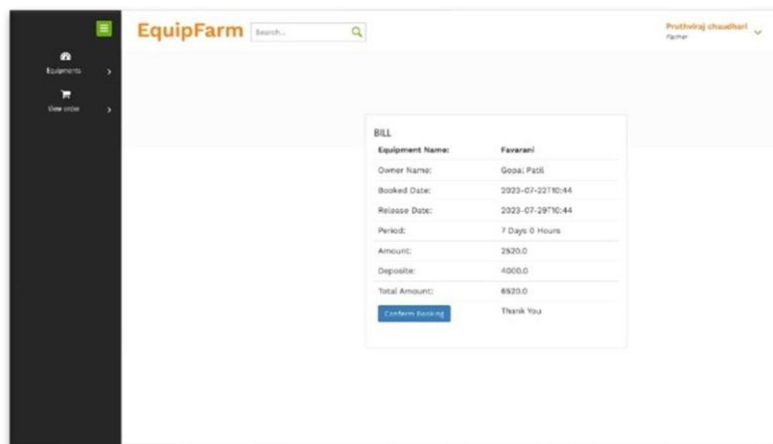 EquipFarm
Search...
Pruthviraj chaudhari
Farmer
Equipments
View order
BILL
Equipment Name: Favarani
Owner Name: Gopal Patil
Booked Date: 2023-07-22T10:44
Release Date: 2023-07-29T10:44
Period: 7 Days 0 Hours
Amount: 2520.0
Deposite: 4000.0
Total Amount: 6520.0
Confirm Booking Thank You